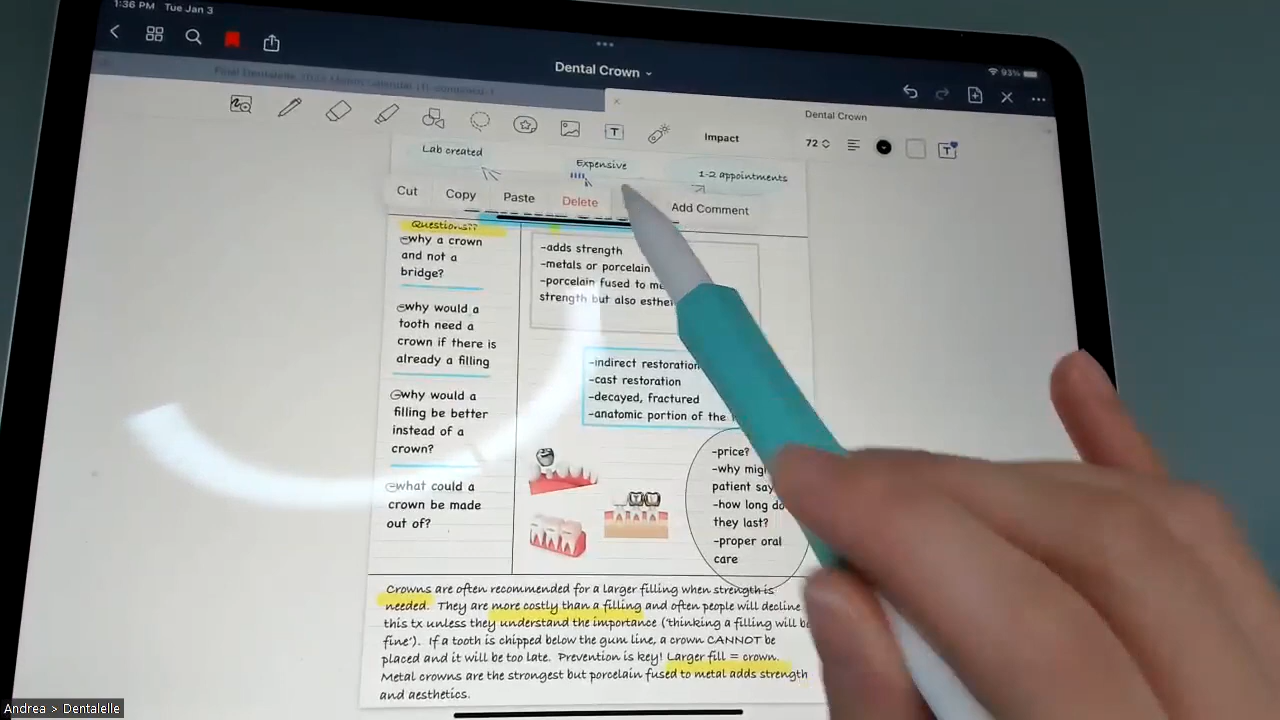 1:36 PM Tue Jan 3
93%
Dental Crown
Dental Crown
Impact
72
T
Lab created
Expensive
1-2 appointments
Cut
Copy
Paste
Delete
Add Comment
Questions??
-why a crown
and not a
bridge?
-why would a
tooth need a
crown if there is
already a filling
-why would a
filling be better
instead of a
crown?
-what could a
crown be made
out of?
-adds strength
-metals or porcelain
-porcelain fused to
strength but also
-indirect restoration
-cast restoration
-decayed, fractured
-anatomic portion of the
-price?
-why
patient say
-how long do
they last?
-proper oral
care
Crowns are often recommended for a larger filling when strength is
needed. They are more costly than a filling and often people will decline
this tx unless they understand the importance ('thinking a filling will be
fine'). If a tooth is chipped below the gum line, a crown CANNOT be
placed and it will be too late. Prevention is key! Larger fill = crown.
Metal crowns are the strongest but porcelain fused to metal adds strength
and aesthetics.
Andrea > Dentalelle